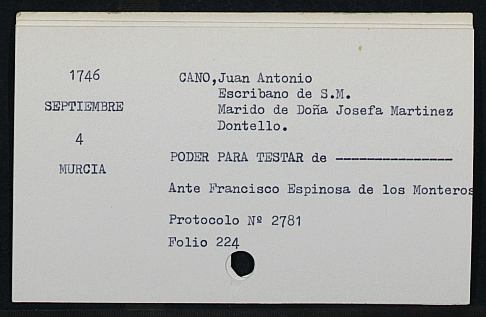 1746
SEPTIEMBRE
4
MURCIA
CANO,Juan Antonio
Escribano de S.M.
Marido de Doña Josefa Martinez
Dontello.
PODER PARA TESTAR de ---------------
Ante Francisco Espinosa de los Monteros
Protocolo Nº 2781
Folio 224